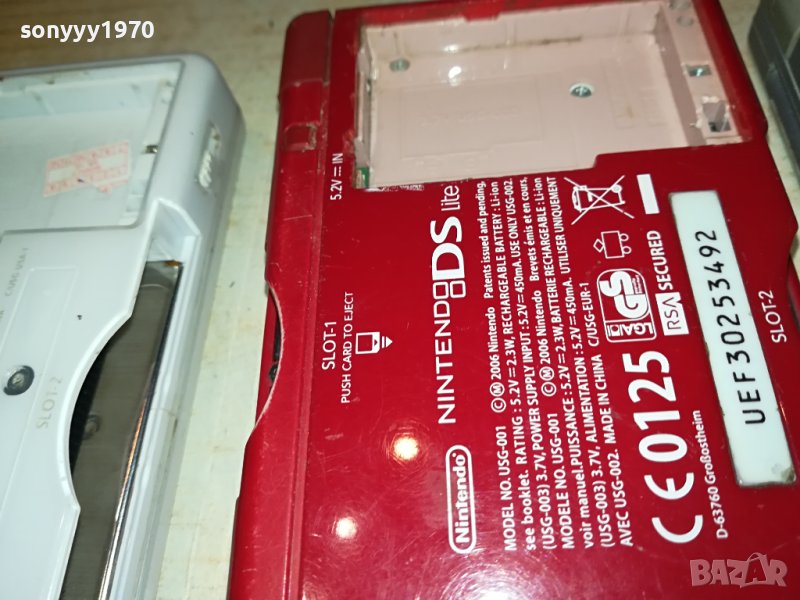 sonyyy1970
C/USG-USA-1
SLOT-2
5.2V = IN
SLOT-1
PUSH CARD TO EJECT
NINTENDO DS Lite
Nintendo
MODEL NO. USG-001 © Ⓜ 2006 Nintendo Patents issued and pending,
see booklet. RATING : 5.2V = 2.3W, RECHARGEABLE BATTERY : Li-ion
(USG-003) 3.7V, POWER SUPPLY INPUT : 5.2V = 450mA. USE ONLY USG-002.
MODELE NO. USG-001 © Ⓜ 2006 Nintendo Brevets émis et en cours,
voir manuel.PUISSANCE : 5.2V = 2.3W, BATTERIE RECHARGEABLE : Li-ion
(USG-003) 3.7V, ALIMENTATION : 5.2V = 450mA. UTILISER UNIQUEMENT
AVEC USG-002. MADE IN CHINA C/USG-EUR-1
CE0125
GS
RSA SECURED
D-63760 Großostheim
UEF30253492
SLOT-2
BAZAR